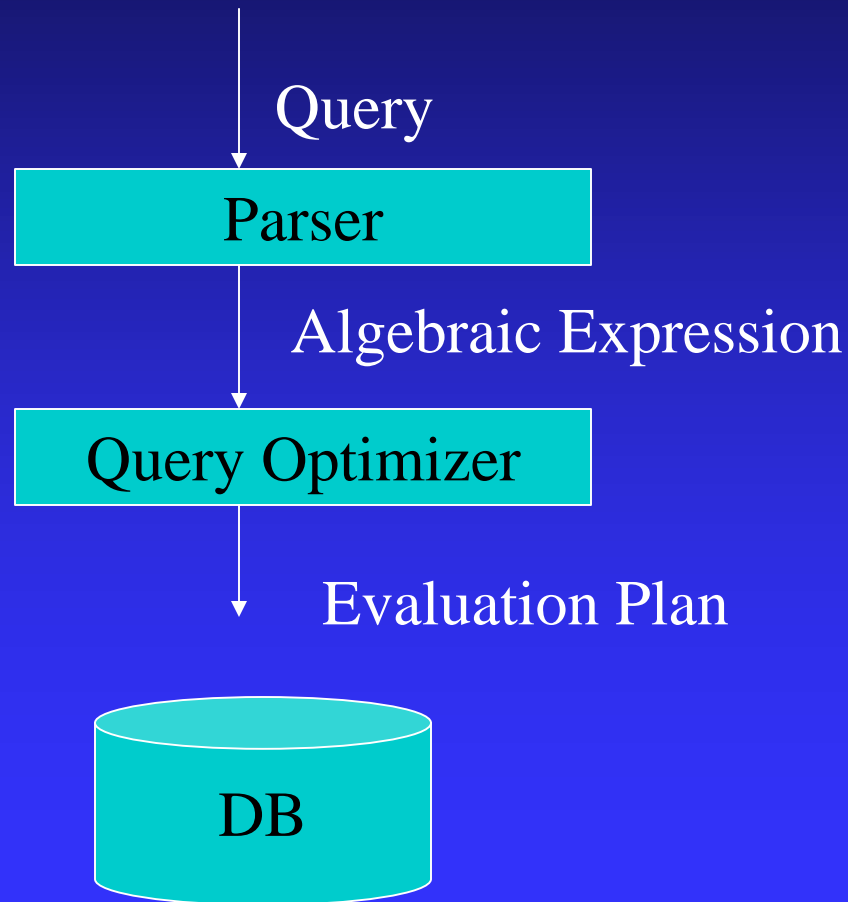 Query
Parser
Algebraic Expression
Query Optimizer
Evaluation Plan
DB